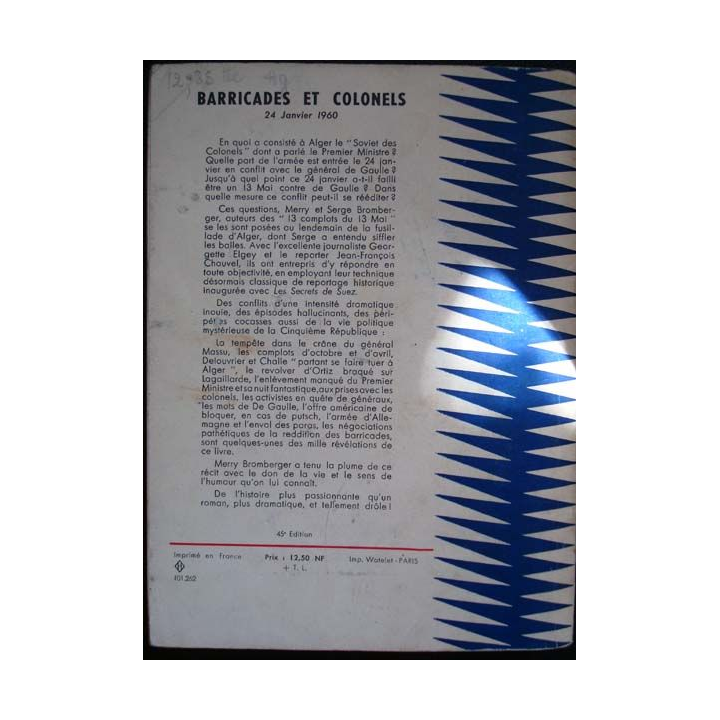 BARRICADES ET COLONELS
24 Janvier 1960
En quoi a consisté à Alger le "Soviet des
Colonels" dont a parlé le Premier Ministre ?
Quelle part de l'armée est entrée le 24 jan-
vier en conflit avec le général de Gaulle ?
Jusqu'à quel point ce 24 janvier a-t-il failli
être un 13 Mai contre de Gaulle ? Dans
quelle mesure ce conflit peut-il se rééditer ?
Ces questions, Merry et Serge Bromber-
ger, auteurs des "13 complots du 13 Mai"
se les sont posées au lendemain de la fusil-
lade d'Alger, dont Serge a entendu siffler
les balles. Avec l'excellente journaliste Geor-
gette Elgey et le reporter Jean-François
Chauvel, ils ont entrepris d'y répondre en
toute objectivité, en employant leur technique
désormais classique de reportage historique
inaugurée avec Les Secrets de Suez.
Des conflits d'une intensité dramatique
inouïe, des épisodes hallucinants, des péri-
péties cocasses aussi de la vie politique
mystérieuse de la Cinquième République :
La tempête dans le crâne du général
Massu, les complots d'octobre et d'avril,
Delouvrier et Challe "partant se faire tuer à
Alger", le revolver d'Ortiz braqué sur
Lagaillarde, l'enlèvement manqué du Premier
Ministre et sa nuit fantastique, aux prises avec les
colonels, les activistes en quête de généraux,
les mots de De Gaulle, l'offre américaine de
bloquer, en cas de putsch, l'armée d'Alle-
magne et l'envol des paras, les négociations
pathétiques de la reddition des barricades,
sont quelques-unes des mille révélations de
ce livre.
Merry Bromberger a tenu la plume de ce
récit avec le don de la vie et le sens de
l'humour qu'on lui connaît.
De l'histoire plus passionnante qu'un
roman, plus dramatique, et tellement drôle !
45e Edition
Imprimé en France Prix : 12,50 NF Imp. Watelet - PARIS
+ T. L.
101.262